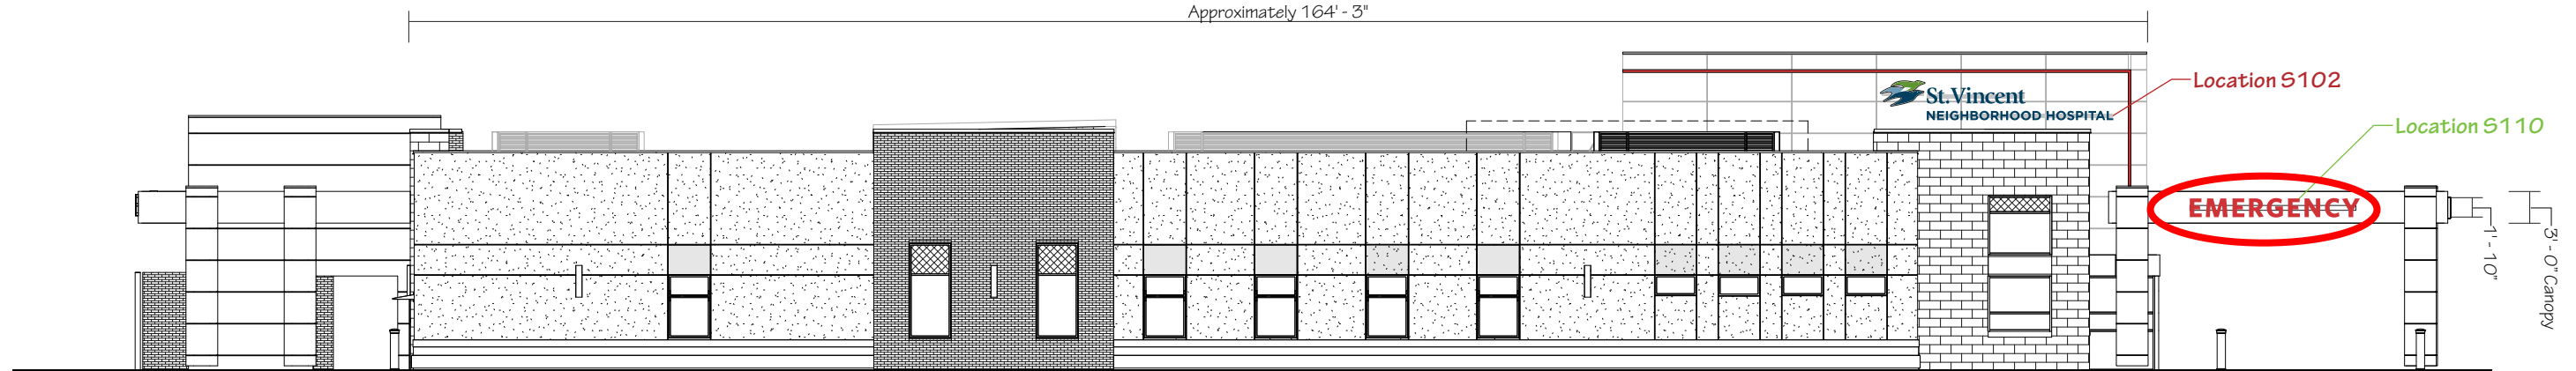 Approximately 164' - 3"
Location S102
St.Vincent
NEIGHBORHOOD HOSPITAL
Location S110
EMERGENCY
1' - 10"
3' - 0" Canopy